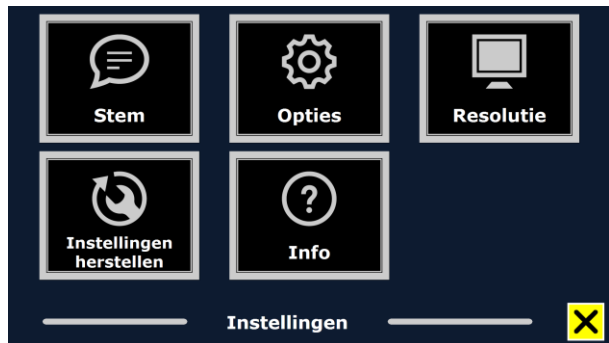 Stem
Opties
Resolutie
Instellingen
herstellen
?
Info
Instellingen